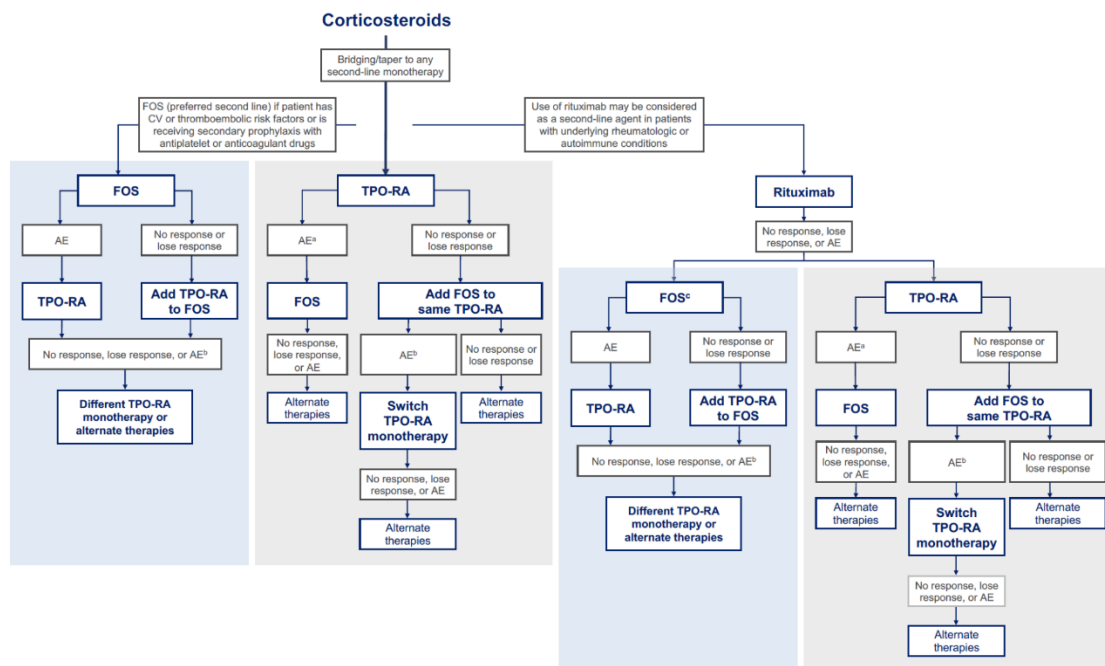 Corticosteroids
Bridging/taper to any
second-line monotherapy
FOS (preferred second line) if patient has
CV or thromboembolic risk factors or is
receiving secondary prophylaxis with
antiplatelet or anticoagulant drugs
Use of rituximab may be considered
as a second-line agent in patients
with underlying rheumatologic or
autoimmune conditions
FOS
AE
No response or
lose response
TPO-RA
Add TPO-RA
to FOS
No response, lose response, or AEᵇ
Different TPO-RA
monotherapy or
alternate therapies
TPO-RA
AEᵃ
No response or
lose response
FOS
Add FOS to
same TPO-RA
No response,
lose response,
or AE
AEᵇ
No response or
lose response
Alternate
therapies
Switch
TPO-RA
monotherapy
Alternate
therapies
No response, lose
response, or AE
Alternate
therapies
Rituximab
No response, lose
response, or AE
FOSᶜ
AE
No response
or lose response
TPO-RA
Add TPO-RA
to FOS
No response, lose response, or AEᵇ
Different TPO-RA
monotherapy or
alternate therapies
TPO-RA
AEᵃ
No response
or lose response
FOS
Add FOS to
same TPO-RA
No response,
lose response,
or AE
AEᵇ
No response or
lose response
Alternate
therapies
Switch
TPO-RA
monotherapy
Alternate
therapies
No response, lose
response, or AE
Alternate
therapies